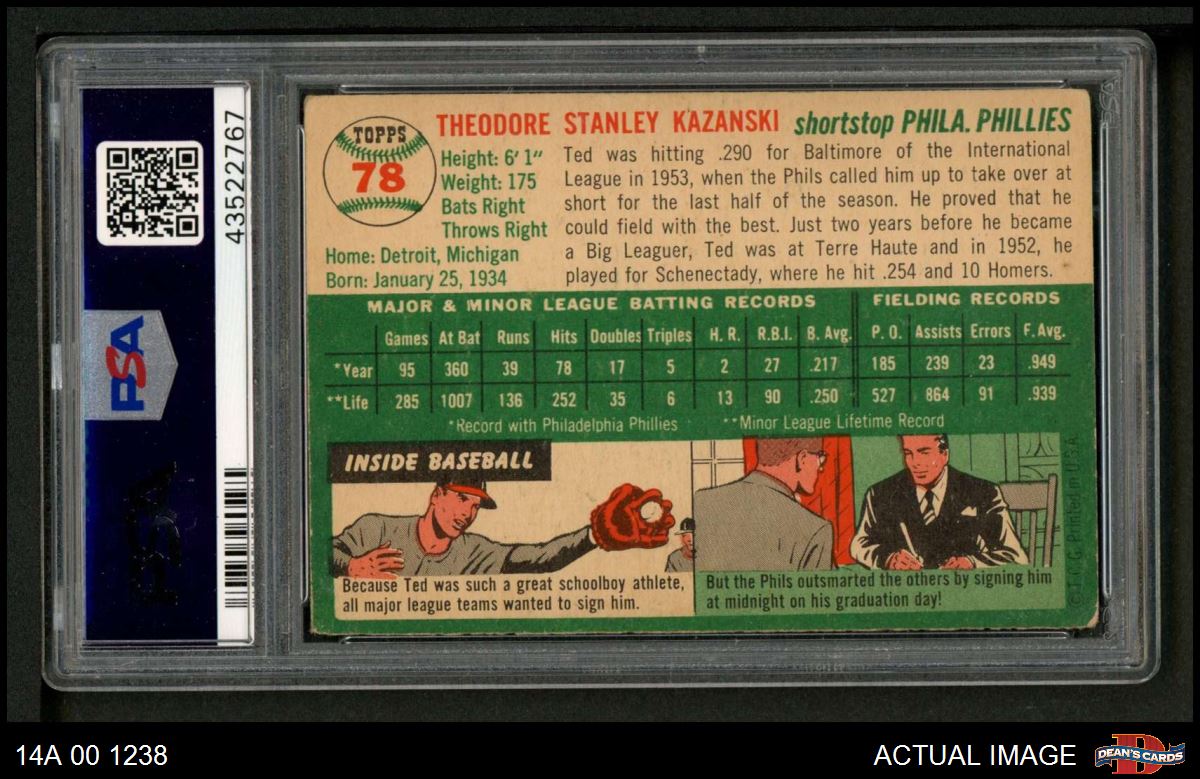 43522767
PSA
TOPPS
78
THEODORE STANLEY KAZANSKI shortstop PHILA. PHILLIES
Height: 6' 1"
Weight: 175
Bats Right
Throws Right
Home: Detroit, Michigan
Born: January 25, 1934
Ted was hitting .290 for Baltimore of the International
League in 1953, when the Phils called him up to take over at
short for the last half of the season. He proved that he
could field with the best. Just two years before he became
a Big Leaguer, Ted was at Terre Haute and in 1952, he
played for Schenectady, where he hit .254 and 10 Homers.
MAJOR & MINOR LEAGUE BATTING RECORDS FIELDING RECORDS
Games At Bat Runs Hits Doubles Triples H. R. R.B.I. B. Avg. P. O. Assists Errors F. Avg.
*Year 95 360 39 78 17 5 2 27 .217 185 239 23 .949
**Life 285 1007 136 252 35 6 13 90 .250 527 864 91 .939
*Record with Philadelphia Phillies **Minor League Lifetime Record
INSIDE BASEBALL
Because Ted was such a great schoolboy athlete,
all major league teams wanted to sign him.
But the Phils outsmarted the others by signing him
at midnight on his graduation day!
© T. C. G. Printed in U.S.A.
PSA
14A 00 1238
ACTUAL IMAGE
D
DEAN'S CARDS